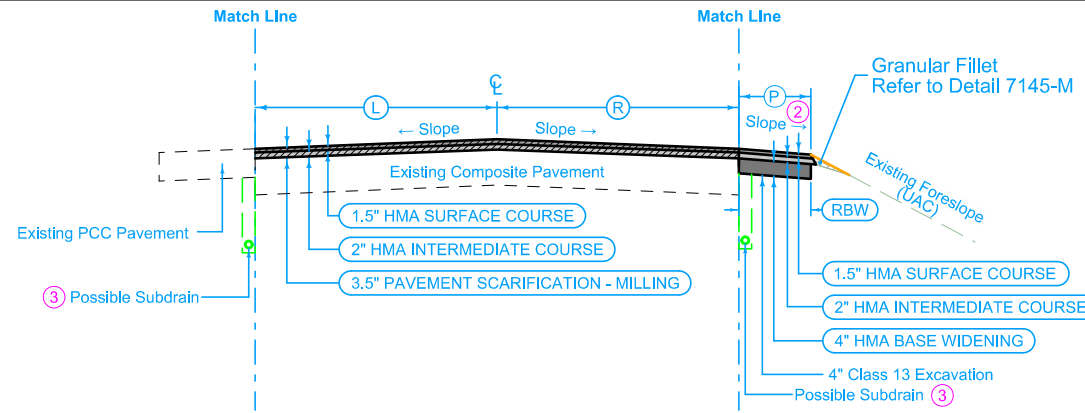 Match Line
Match Line
℄
L
R
P
2
Granular Fillet
Refer to Detail 7145-M
← Slope
Slope →
Slope →
Existing Composite Pavement
Existing Foreslope
(UAC)
RBW
Existing PCC Pavement
1.5" HMA SURFACE COURSE
2" HMA INTERMEDIATE COURSE
3.5" PAVEMENT SCARIFICATION - MILLING
3 Possible Subdrain
1.5" HMA SURFACE COURSE
2" HMA INTERMEDIATE COURSE
4" HMA BASE WIDENING
4" Class 13 Excavation
Possible Subdrain 3